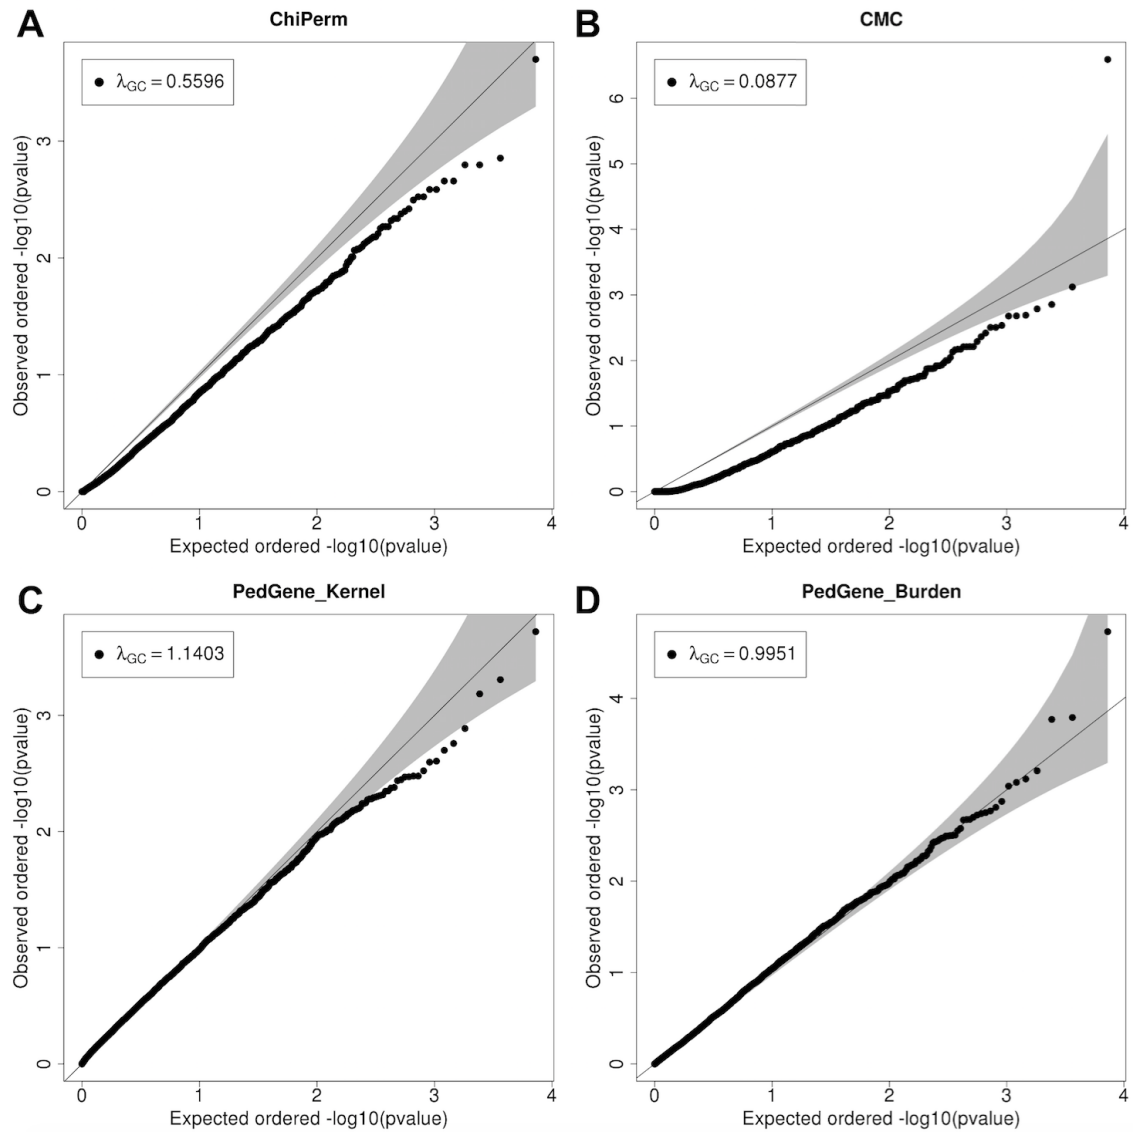 A
ChiPerm
λGC = 0.5596
Observed ordered -log10(pvalue)
3
2
1
0
0 1 2 3 4
Expected ordered -log10(pvalue)
B
CMC
λGC = 0.0877
Observed ordered -log10(pvalue)
6
5
4
3
2
1
0
0 1 2 3 4
Expected ordered -log10(pvalue)
C
PedGene_Kernel
λGC = 1.1403
Observed ordered -log10(pvalue)
3
2
1
0
0 1 2 3 4
Expected ordered -log10(pvalue)
D
PedGene_Burden
λGC = 0.9951
Observed ordered -log10(pvalue)
4
3
2
1
0
0 1 2 3 4
Expected ordered -log10(pvalue)